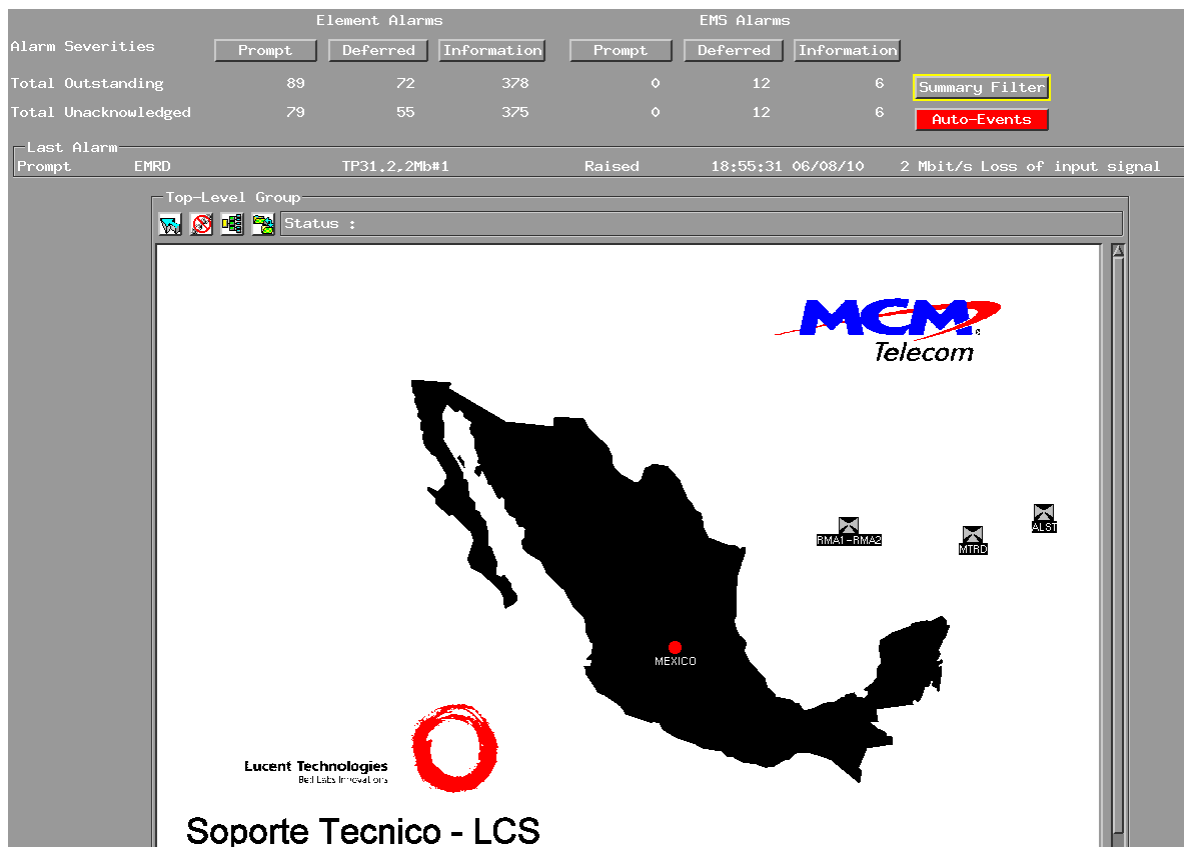 Element Alarms EMS Alarms
Alarm Severities Prompt Deferred Information Prompt Deferred Information
Total Outstanding 89 72 378 0 12 6 Summary Filter
Total Unacknowledged 79 55 375 0 12 6 Auto-Events
Last Alarm
Prompt EMRD TP31.2.2Mb#1 Raised 18:55:31 06/08/10 2 Mbit/s Loss of input signal
Top-Level Group
Status :
MCM
Telecom
RMA1-RMA2
MTRD
ALST
MEXICO
Lucent Technologies
Bell Labs Innovations
Soporte Tecnico - LCS